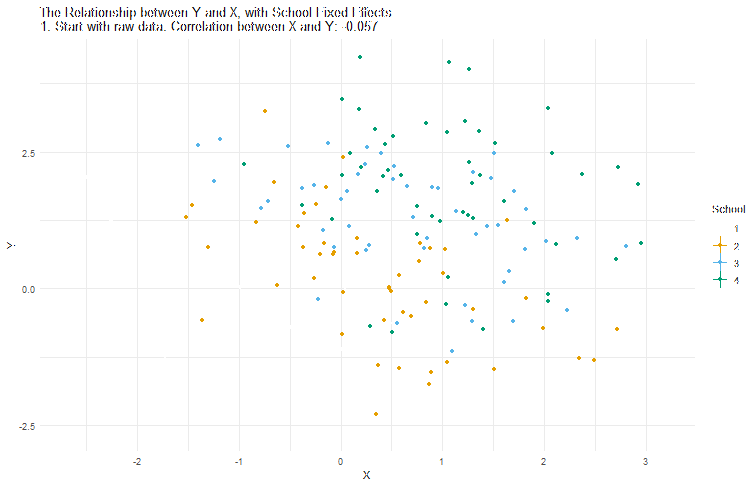 The Relationship between Y and X, with School Fixed Effects
1. Start with raw data. Correlation between X and Y: -0.057
2.5
0.0
-2.5
Y
-2
-1
0
1
2
3
X
School
1
2
3
4